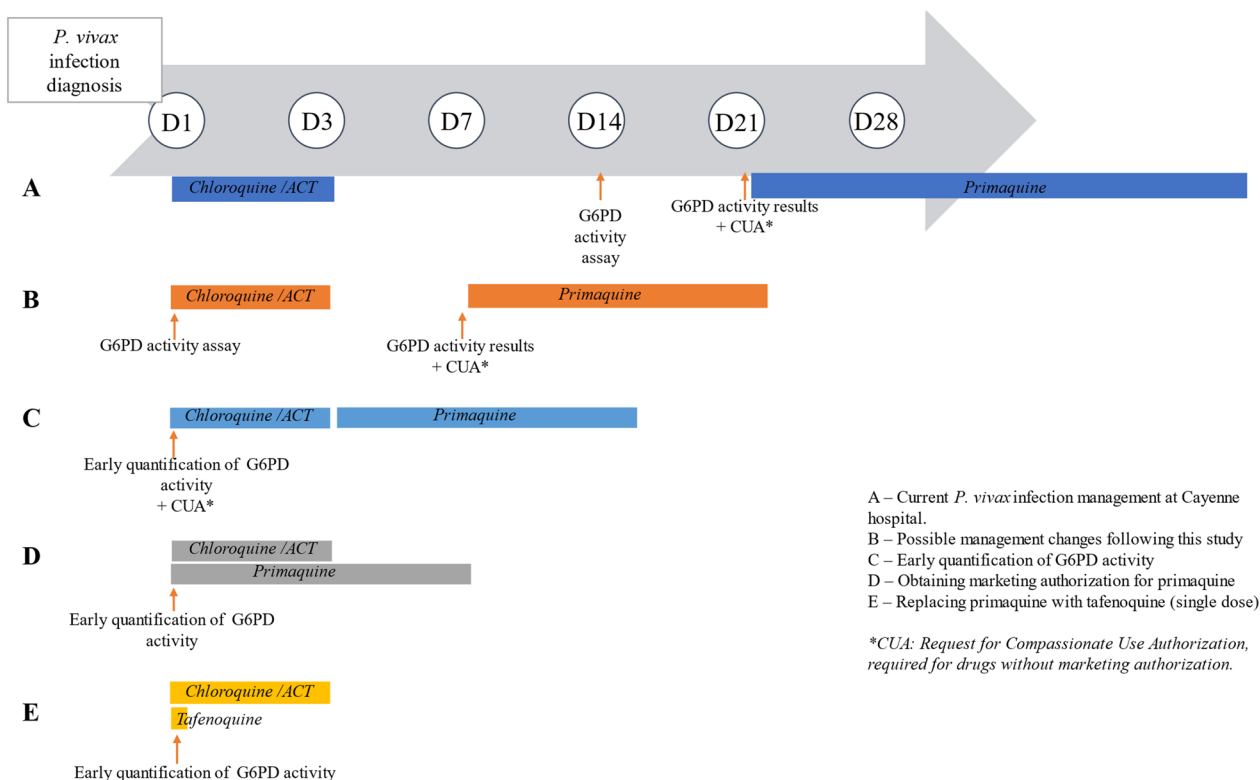 P. vivax
infection
diagnosis
D1
D3
D7
D14
D21
D28
A
Chloroquine /ACT
Primaquine
G6PD
activity
assay
G6PD activity results
+ CUA*
B
Chloroquine /ACT
Primaquine
G6PD activity assay
G6PD activity results
+ CUA*
C
Chloroquine /ACT
Primaquine
Early quantification of G6PD
activity
+ CUA*
D
Chloroquine /ACT
Primaquine
Early quantification of G6PD
activity
E
Chloroquine /ACT
Tafenoquine
Early quantification of G6PD activity
A – Current P. vivax infection management at Cayenne
hospital.
B – Possible management changes following this study
C – Early quantification of G6PD activity
D – Obtaining marketing authorization for primaquine
E – Replacing primaquine with tafenoquine (single dose)
*CUA: Request for Compassionate Use Authorization,
required for drugs without marketing authorization.